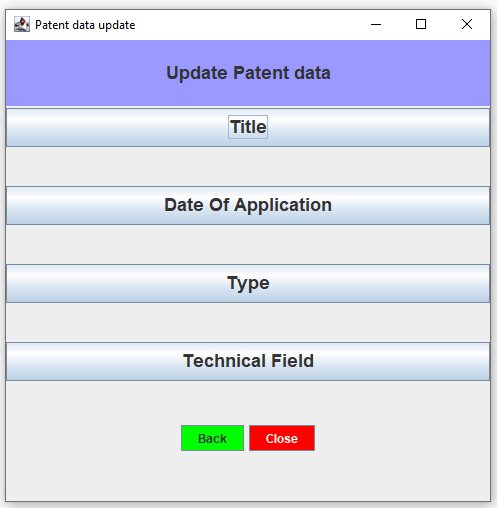 Patent data update
Update Patent data
Title
Date Of Application
Type
Technical Field
Back Close